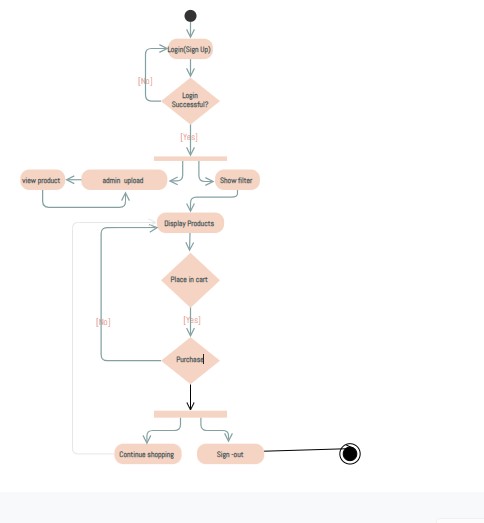 Login(Sign Up)
[No]
Login
Successful?
[Yes]
view product
admin upload
Show filter
Display Products
Place in cart
[No]
[Yes]
Purchase
Continue shopping
Sign -out